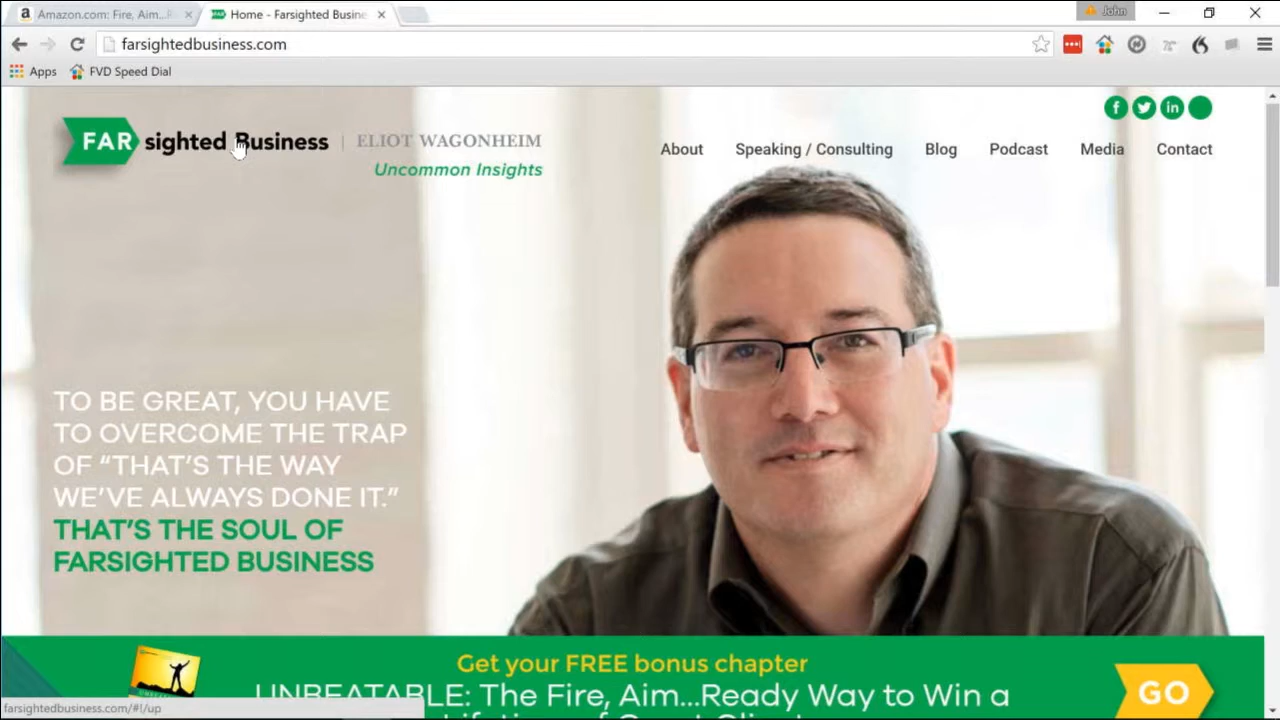 Amazon.com: Fire, Aim...
Home - Farsighted Busine
John
farsightedbusiness.com
Apps
FVD Speed Dial
FARsighted Business
ELIOT WAGONHEIM
Uncommon Insights
About
Speaking / Consulting
Blog
Podcast
Media
Contact
TO BE GREAT, YOU HAVE
TO OVERCOME THE TRAP
OF “THAT’S THE WAY
WE’VE ALWAYS DONE IT.”
THAT’S THE SOUL OF
FARSIGHTED BUSINESS
Get your FREE bonus chapter
UNBEATABLE: The Fire, Aim...Ready Way to Win a
GO
farsightedbusiness.com/#!/up